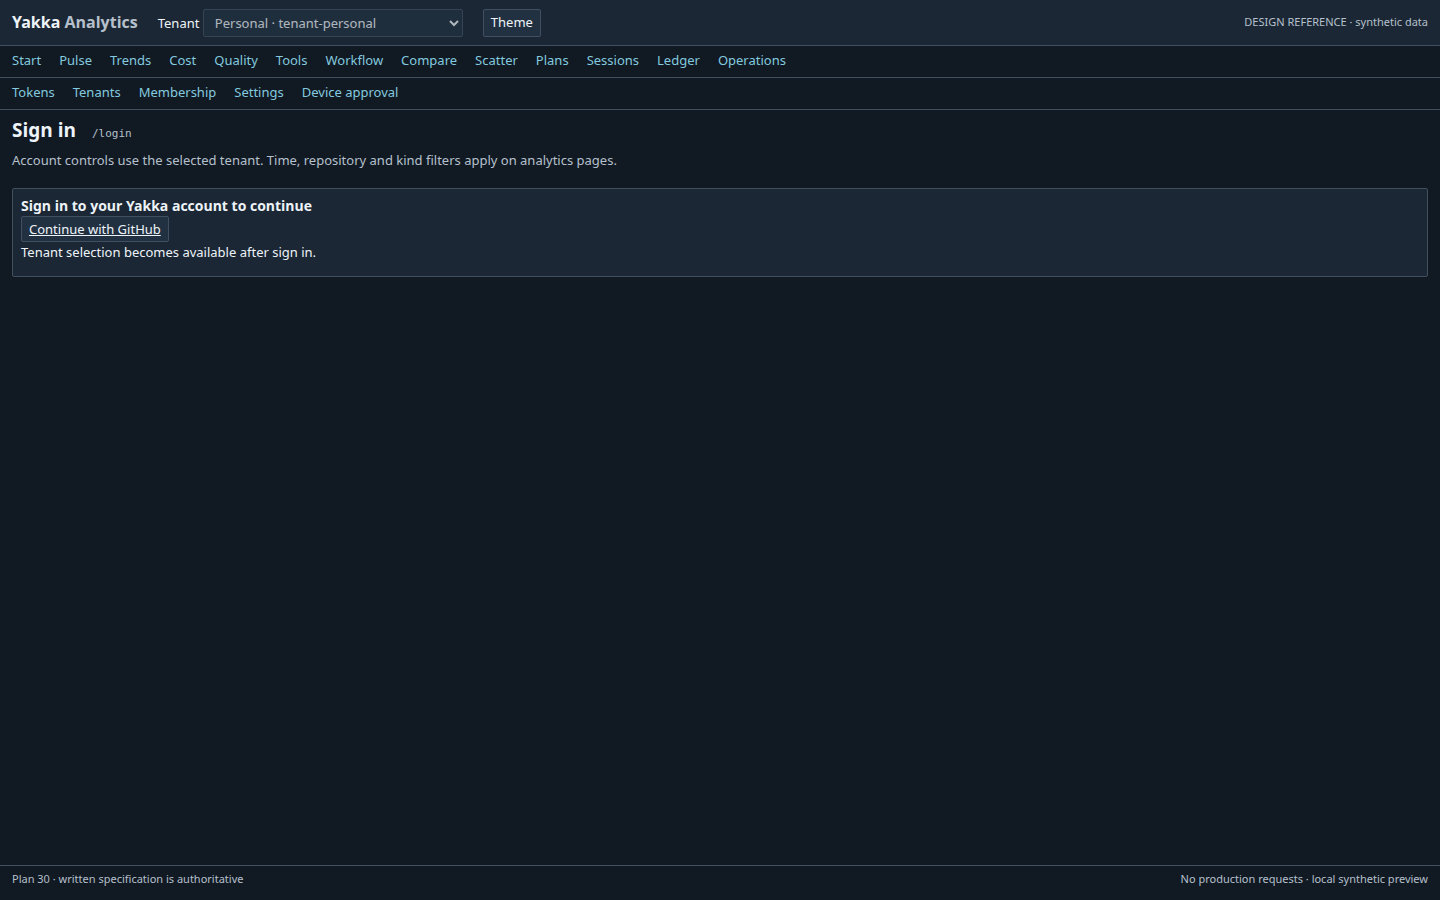 Yakka Analytics Tenant Personal · tenant-personal Theme DESIGN REFERENCE · synthetic data
Start Pulse Trends Cost Quality Tools Workflow Compare Scatter Plans Sessions Ledger Operations
Tokens Tenants Membership Settings Device approval
Sign in /login
Account controls use the selected tenant. Time, repository and kind filters apply on analytics pages.
Sign in to your Yakka account to continue
Continue with GitHub
Tenant selection becomes available after sign in.
Plan 30 · written specification is authoritative No production requests · local synthetic preview